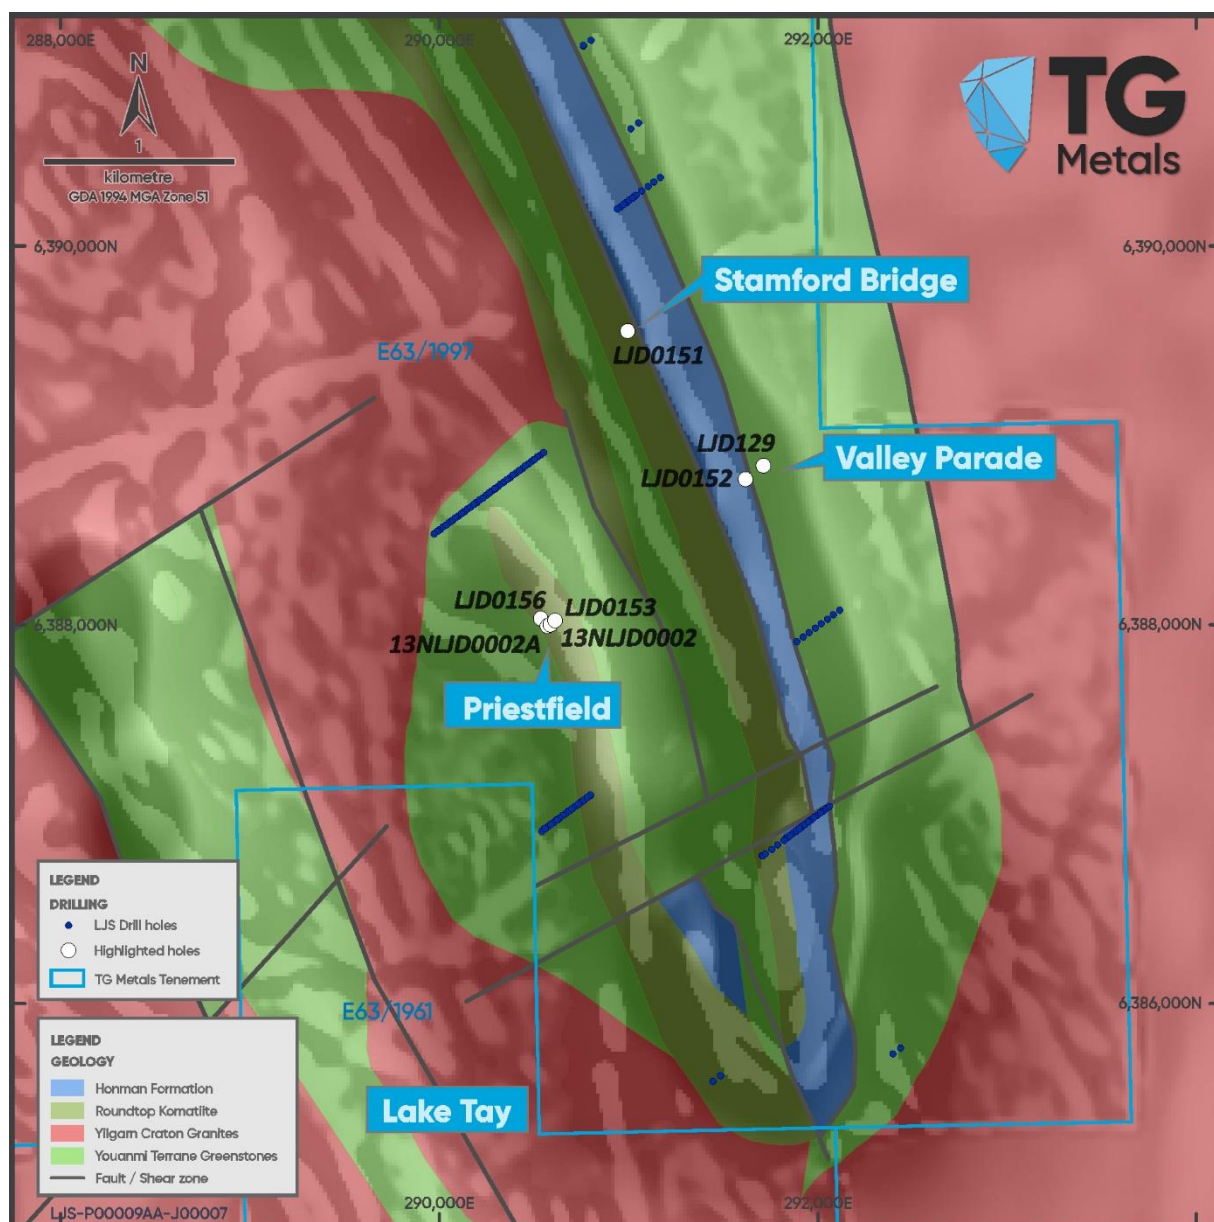 288,000E
290,000E
292,000E
N
1
kilometre
GDA 1994 MGA Zone 51
TG
Metals
6,390,000N
6,390,000N
Stamford Bridge
LJD0151
E63/1997
LJD129
Valley Parade
LJD0152
LJD0156
LJD0153
6,388,000N
6,388,000N
13NLJD0002A
13NLJD0002
Priestfield
LEGEND
DRILLING
LJS Drill holes
Highlighted holes
TG Metals Tenement
E63/1961
6,386,000N
LEGEND
GEOLOGY
Honman Formation
Roundtop Komatiite
Yilgarn Craton Granites
Youanmi Terrane Greenstones
Fault / Shear zone
Lake Tay
290,000E
292,000E
LJS-P00009AA-J00007